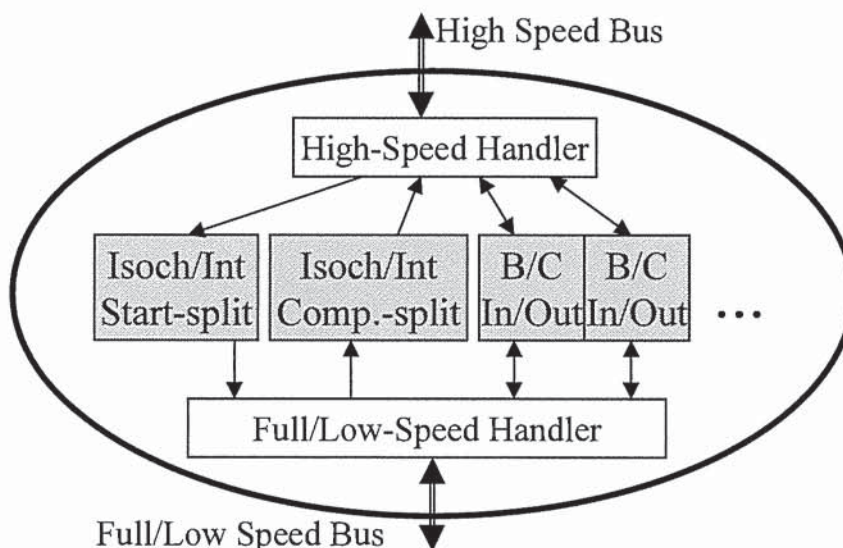 High Speed Bus
High-Speed Handler
Isoch/Int
Start-split
Isoch/Int
Comp.-split
B/C
In/Out
B/C
In/Out
...
Full/Low-Speed Handler
Full/Low Speed Bus